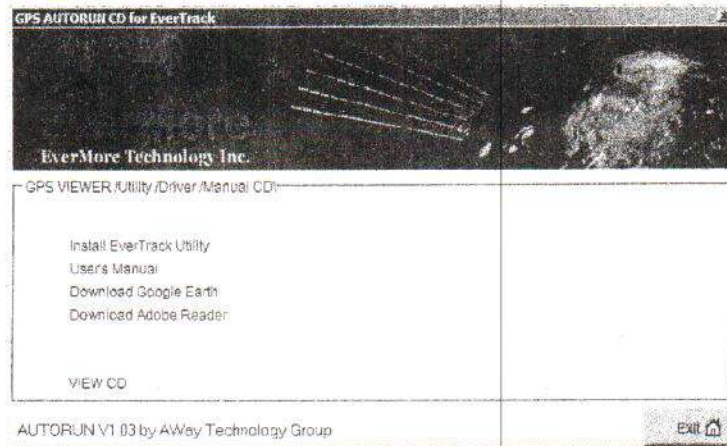 GPS AUTORUN CD for EverTrack
EverMore Technology Inc.
GPS VIEWER /Utility /Driver /Manual CD\
Install EverTrack Utility
User's Manual
Download Google Earth
Download Adobe Reader
VIEW CD
AUTORUN V1.03 by AWay Technology Group
Exit